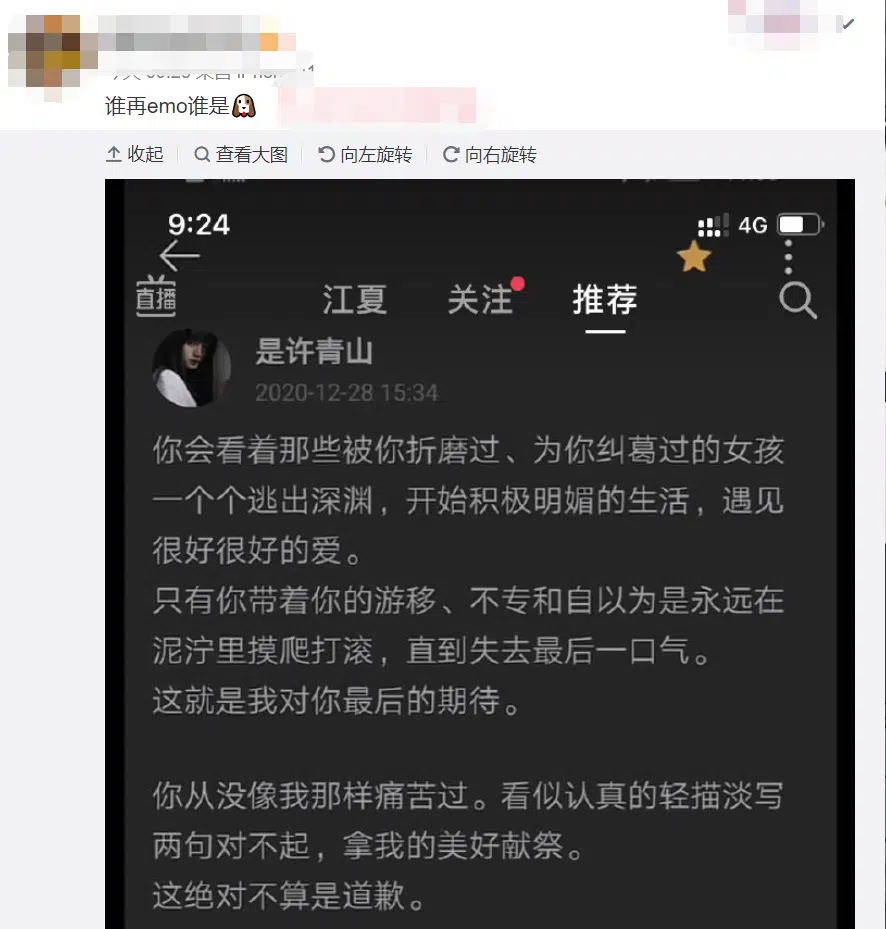 谁再emo谁是
收起
查看大图
向左旋转
向右旋转
9:24
4G
直播
江夏
关注
推荐
是许青山
2020-12-28 15:34
你会看着那些被你折磨过、为你纠葛过的女孩
一个个逃出深渊，开始积极明媚的生活，遇见
很好很好的爱。
只有你带着你的游移、不专和自以为是永远在
泥泞里摸爬打滚，直到失去最后一口气。
这就是我对你最后的期待。
你从没像我那样痛苦过。看似认真的轻描淡写
两句对不起，拿我的美好献祭。
这绝对不算是道歉。